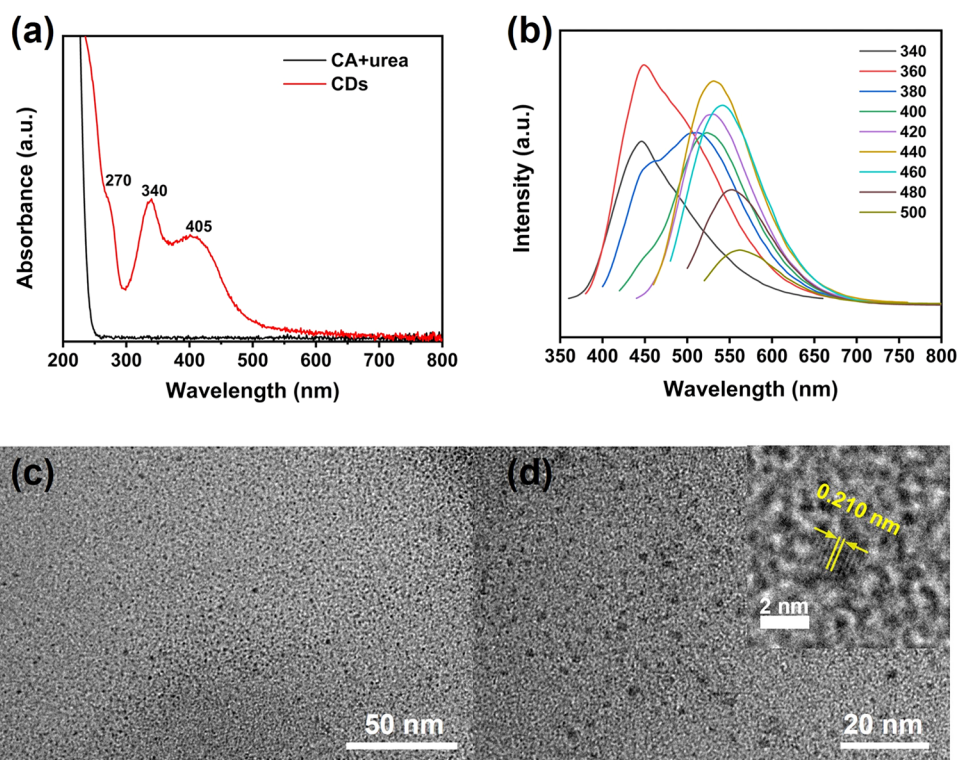 (a)
CA+urea
CDs
270
340
405
Absorbance (a.u.)
200 300 400 500 600 700 800
Wavelength (nm)
(b)
340
360
380
400
420
440
460
480
500
Intensity (a.u.)
350 400 450 500 550 600 650 700 750 800
Wavelength (nm)
(c)
50 nm
(d)
0.210 nm
2 nm
20 nm